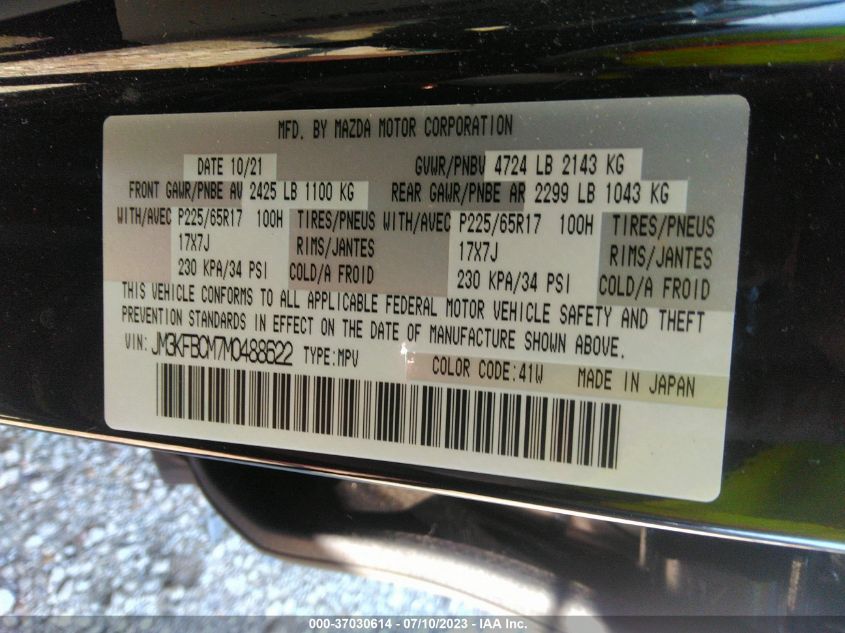 MFD. BY MAZDA MOTOR CORPORATION
DATE 10/21 GVWR/PNBV 4724 LB 2143 KG
FRONT GAWR/PNBE AV 2425 LB 1100 KG REAR GAWR/PNBE AR 2299 LB 1043 KG
WITH/AVEC P225/65R17 100H TIRES/PNEUS WITH/AVEC P225/65R17 100H TIRES/PNEUS
17X7J RIMS/JANTES 17X7J RIMS/JANTES
230 KPA/34 PSI COLD/A FROID 230 KPA/34 PSI COLD/A FROID
THIS VEHICLE CONFORMS TO ALL APPLICABLE FEDERAL MOTOR VEHICLE SAFETY AND THEFT
PREVENTION STANDARDS IN EFFECT ON THE DATE OF MANUFACTURE SHOWN ABOVE.
VIN: JM3KFBCM7M0488622 TYPE:MPV COLOR CODE:41W MADE IN JAPAN
000-37030614 - 07/10/2023 - IAA Inc.